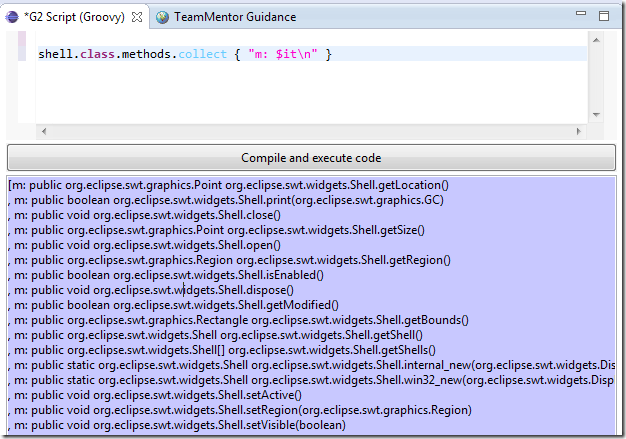 *G2 Script (Groovy) TeamMentor Guidance
shell.class.methods.collect { "m: $it\n" }
Compile and execute code
[m: public org.eclipse.swt.graphics.Point org.eclipse.swt.widgets.Shell.getLocation()
, m: public boolean org.eclipse.swt.widgets.Shell.print(org.eclipse.swt.graphics.GC)
, m: public void org.eclipse.swt.widgets.Shell.close()
, m: public org.eclipse.swt.graphics.Point org.eclipse.swt.widgets.Shell.getSize()
, m: public void org.eclipse.swt.widgets.Shell.open()
, m: public org.eclipse.swt.graphics.Region org.eclipse.swt.widgets.Shell.getRegion()
, m: public boolean org.eclipse.swt.widgets.Shell.isEnabled()
, m: public void org.eclipse.swt.widgets.Shell.dispose()
, m: public boolean org.eclipse.swt.widgets.Shell.getModified()
, m: public org.eclipse.swt.graphics.Rectangle org.eclipse.swt.widgets.Shell.getBounds()
, m: public org.eclipse.swt.widgets.Shell org.eclipse.swt.widgets.Shell.getShell()
, m: public org.eclipse.swt.widgets.Shell[] org.eclipse.swt.widgets.Shell.getShells()
, m: public static org.eclipse.swt.widgets.Shell org.eclipse.swt.widgets.Shell.internal_new(org.eclipse.swt.widgets.Dis
, m: public static org.eclipse.swt.widgets.Shell org.eclipse.swt.widgets.Shell.win32_new(org.eclipse.swt.widgets.Disp
, m: public void org.eclipse.swt.widgets.Shell.setActive()
, m: public void org.eclipse.swt.widgets.Shell.setRegion(org.eclipse.swt.graphics.Region)
, m: public void org.eclipse.swt.widgets.Shell.setVisible(boolean)